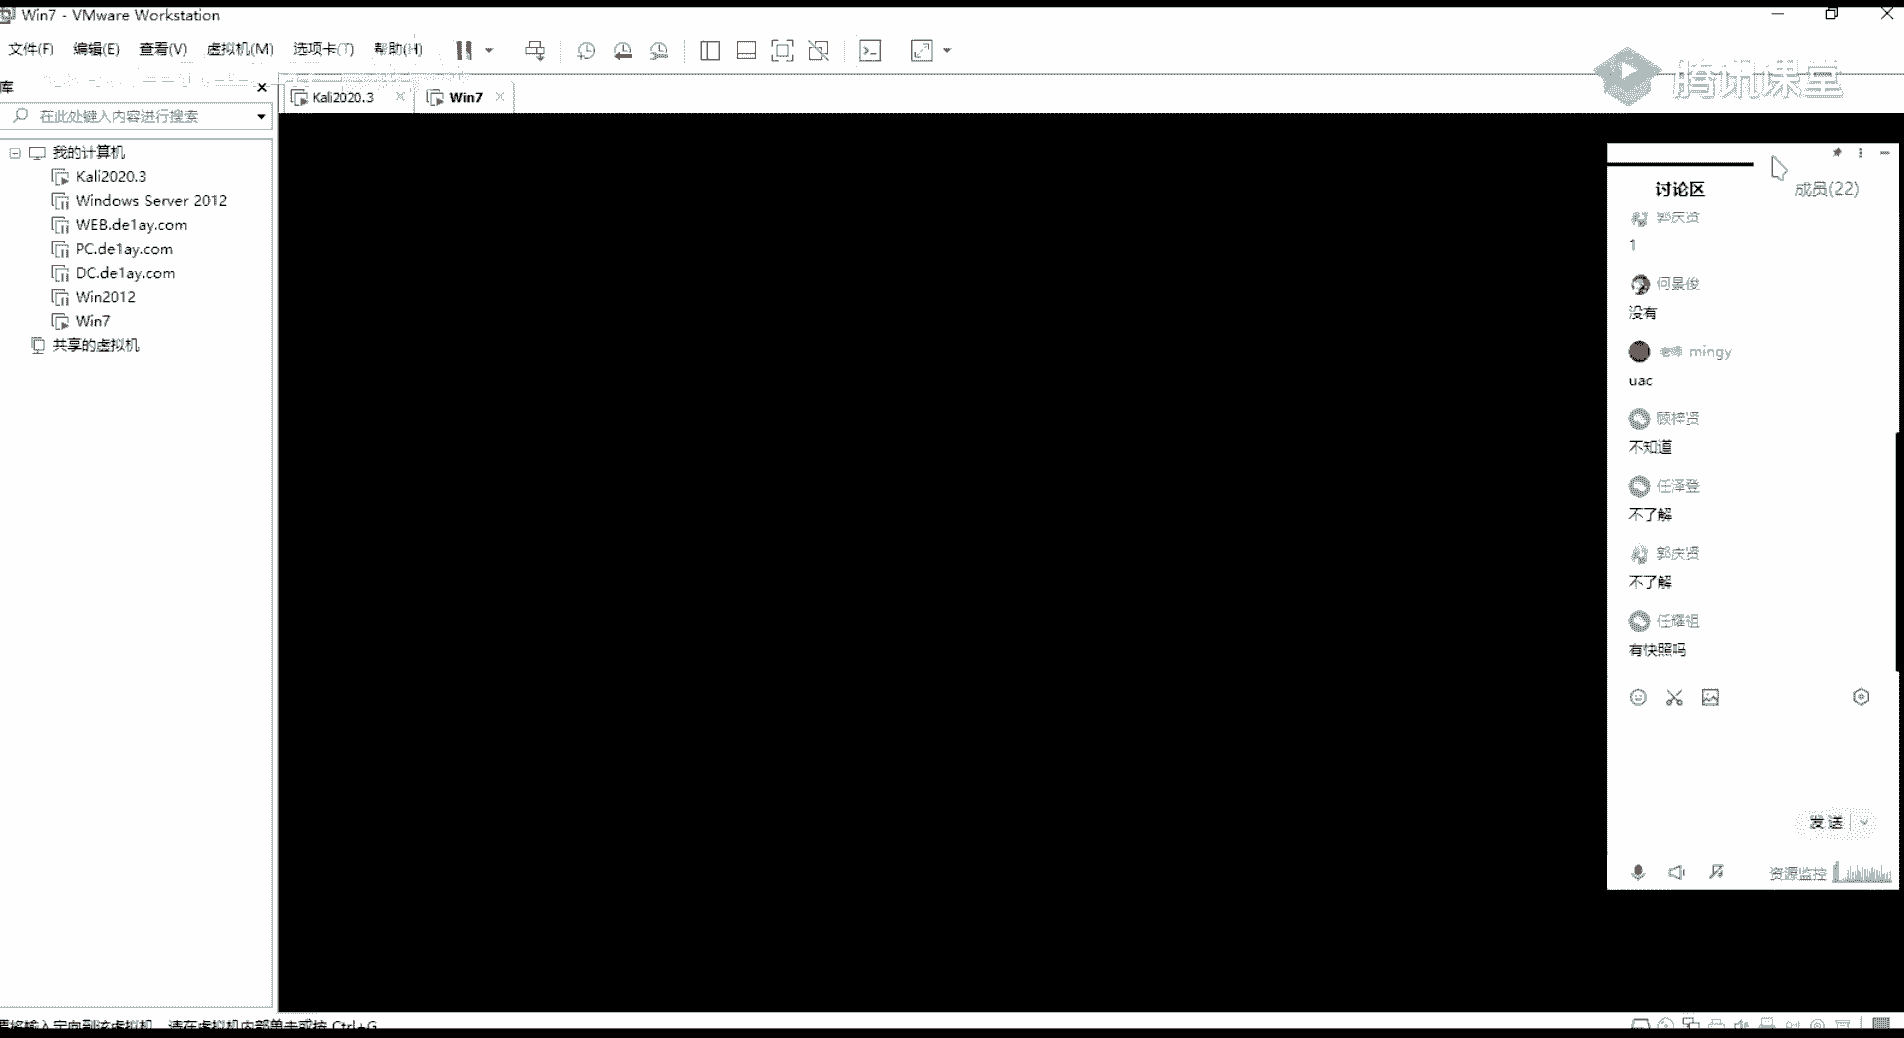 Win7 - VMware Workstation
文件(F) 编辑(E) 查看(V) 虚拟机(M) 选项卡(T) 帮助(H)
腾讯课堂
库
Kali2020.3
Win7
在此处键入内容进行搜索
我的计算机
Kali2020.3
Windows Server 2012
WEB.de1ay.com
PC.de1ay.com
DC.de1ay.com
Win2012
Win7
共享的虚拟机
讨论区
成员(22)
郭庆贤
1
何景俊
没有
老师 mingy
uac
顾梓贤
不知道
任泽登
不了解
郭庆贤
不了解
任耀祖
有快照吗
发送
资源监控
要将输入定向到该虚拟机，请在虚拟机内部单击或按 Ctrl+G